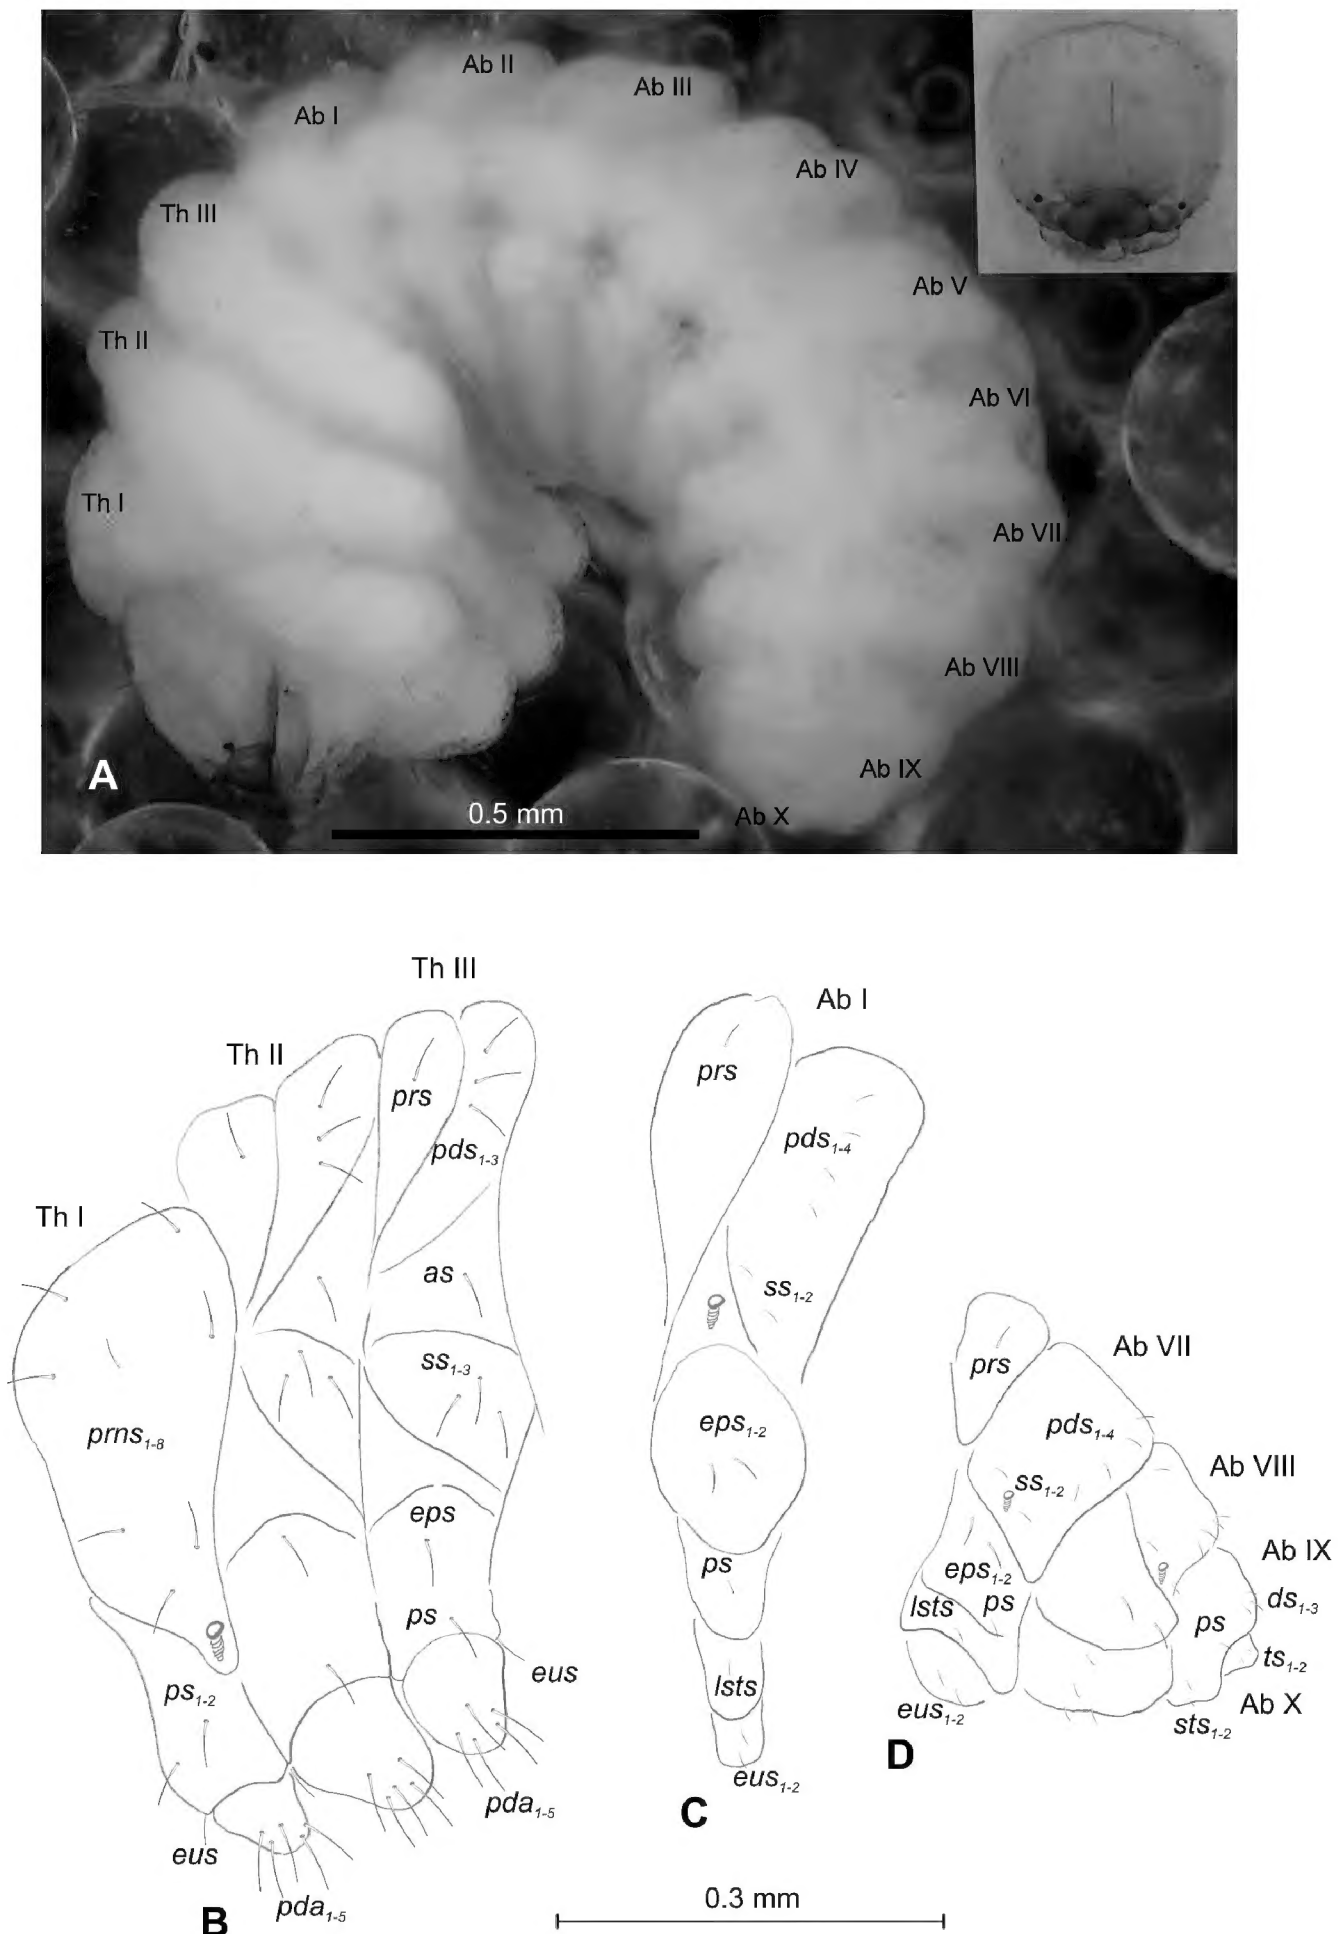 Ab II
Ab III
Ab I
Ab IV
Th III
Ab V
Th II
Ab VI
Th I
Ab VII
Ab VIII
Ab IX
A
0.5 mm
Ab X
Th III
Ab I
Th II
prs
prs
pds1-3
pds1-4
Th I
as
ss1-2
Ab VII
prs
ss1-3
prns1-8
eps1-2
pds1-4
Ab VIII
ss1-2
eps
Ab IX
ps
eps1-2
ds1-3
lsts
ps
ps
ps
ts1-2
eus
ps1-2
lsts
Ab X
eus1-2
sts1-2
D
eus1-2
pda1-5
C
eus
pda1-5
B
0.3 mm